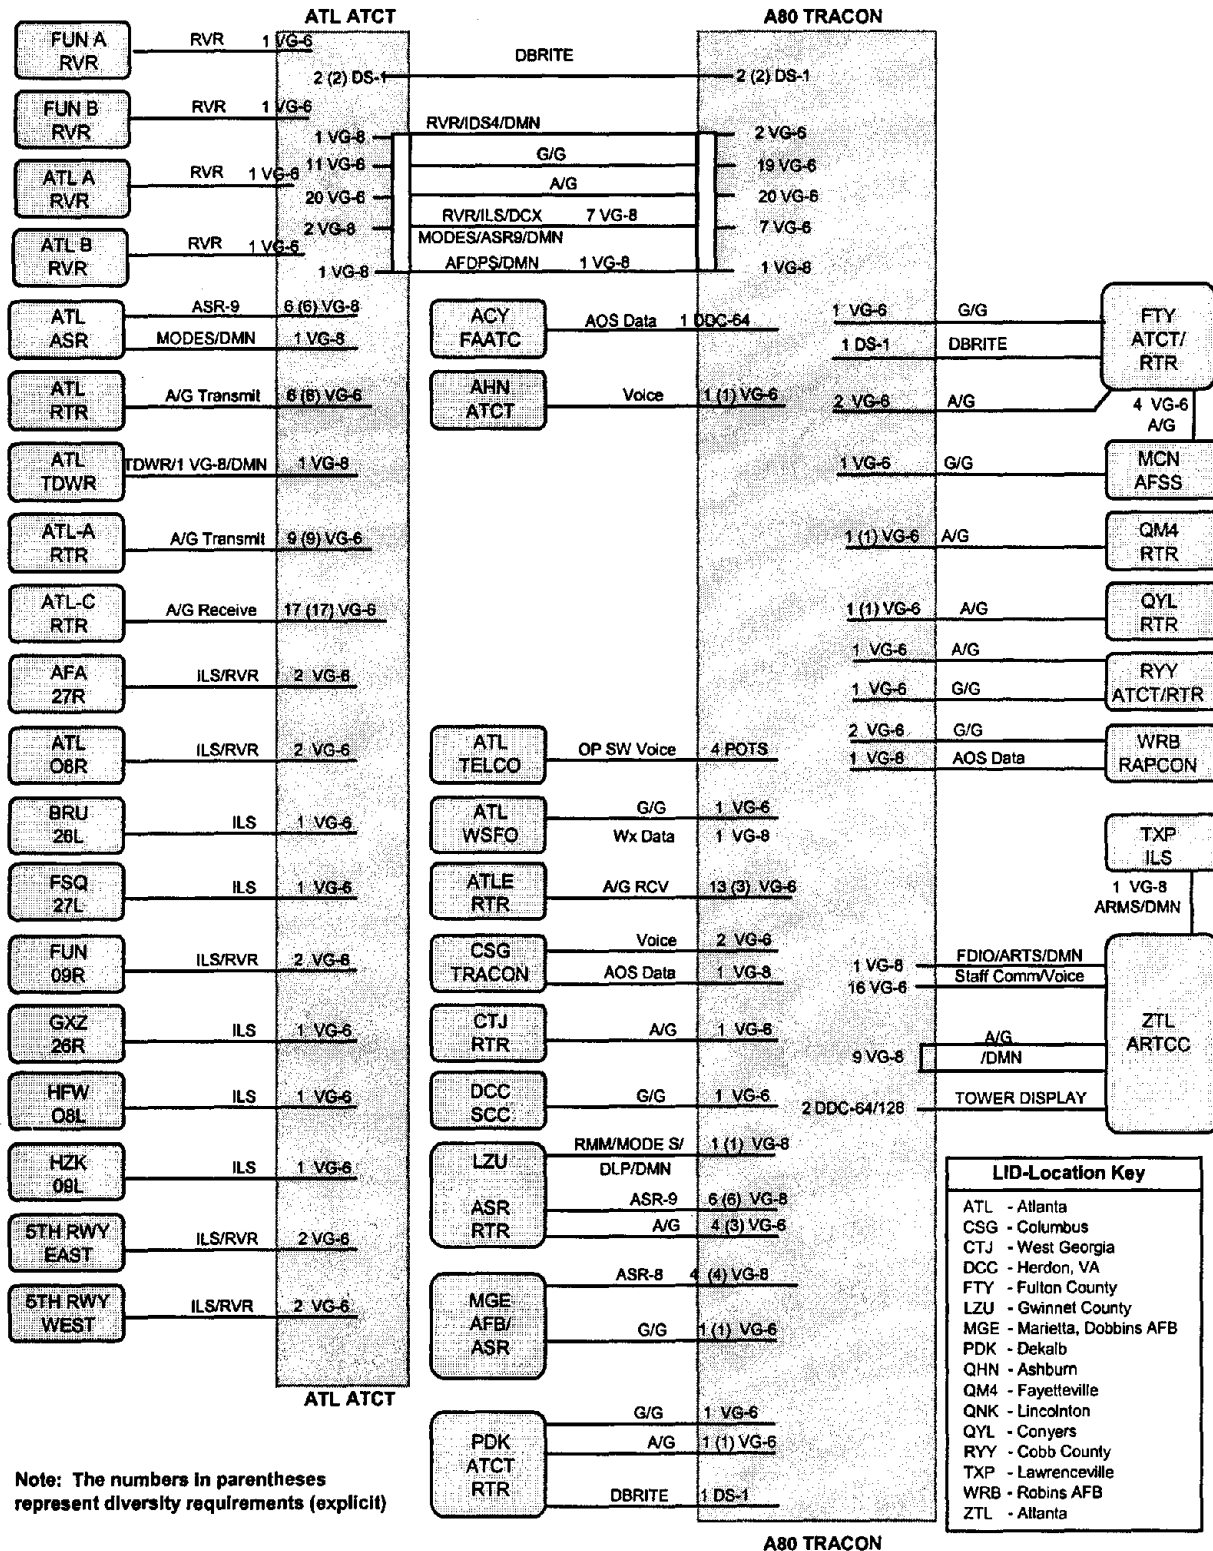 ATL ATCT
A80 TRACON
FUN A
RVR
RVR 1 VG-6
DBRITE
2 (2) DS-1
2 (2) DS-1
FUN B
RVR
RVR 1 VG-6
RVR/IDS4/DMN
1 VG-8
2 VG-6
G/G
11 VG-6
19 VG-6
ATL A
RVR
RVR 1 VG-6
A/G
20 VG-6
20 VG-6
RVR/ILS/DCX 7 VG-8
2 VG-8
7 VG-6
MODES/ASR9/DMN
ATL B
RVR
RVR 1 VG-6
AFDPS/DMN 1 VG-8
1 VG-8
1 VG-8
ATL
ASR
ASR-9 6 (6) VG-8
MODES/DMN 1 VG-8
ATL
RTR
A/G Transmit 8 (8) VG-6
ATL
TDWR
TDWR/1 VG-8/DMN 1 VG-8
ATL-A
RTR
A/G Transmit 9 (9) VG-6
ATL-C
RTR
A/G Receive 17 (17) VG-6
AFA
27R
ILS/RVR 2 VG-6
ATL
O8R
ILS/RVR 2 VG-6
BRU
26L
ILS 1 VG-6
FSQ
27L
ILS 1 VG-6
FUN
09R
ILS/RVR 2 VG-6
GXZ
26R
ILS 1 VG-6
HFW
O8L
ILS 1 VG-6
HZK
09L
ILS 1 VG-6
5TH RWY
EAST
ILS/RVR 2 VG-6
5TH RWY
WEST
ILS/RVR 2 VG-6
ATL ATCT
ACY
FAATC
AOS Data 1 DDC-64
AHN
ATCT
Voice 1 (1) VG-6
ATL
TELCO
OP SW Voice 4 POTS
ATL
WSFO
G/G 1 VG-6
Wx Data 1 VG-8
ATLE
RTR
A/G RCV 13 (3) VG-6
CSG
TRACON
Voice 2 VG-6
AOS Data 1 VG-8
CTJ
RTR
A/G 1 VG-6
DCC
SCC
G/G 1 VG-6
LZU
ASR
RTR
RMM/MODE S/ 1 (1) VG-8
DLP/DMN
ASR-9 6 (6) VG-8
A/G 4 (3) VG-6
MGE
AFB/
ASR
ASR-8 4 (4) VG-8
G/G 1 (1) VG-6
PDK
ATCT
RTR
G/G 1 VG-6
A/G 1 (1) VG-6
DBRITE 1 DS-1
A80 TRACON
1 VG-6 G/G
1 DS-1 DBRITE
2 VG-6 A/G
FTY
ATCT/
RTR
4 VG-6
A/G
1 VG-6 G/G
MCN
AFSS
1 (1) VG-6 A/G
QM4
RTR
1 (1) VG-6 A/G
QYL
RTR
1 VG-6 A/G
1 VG-6 G/G
RYY
ATCT/RTR
2 VG-6 G/G
1 VG-8 AOS Data
WRB
RAPCON
TXP
ILS
1 VG-8
ARMS/DMN
1 VG-8 FDIO/ARTS/DMN
16 VG-6 Staff Comm/Voice
9 VG-8 A/G
/DMN
2 DDC-64/128 TOWER DISPLAY
ZTL
ARTCC
LID-Location Key
ATL - Atlanta
CSG - Columbus
CTJ - West Georgia
DCC - Herdon, VA
FTY - Fulton County
LZU - Gwinnet County
MGE - Marietta, Dobbins AFB
PDK - Dekalb
QHN - Ashburn
QM4 - Fayetteville
QNK - Lincolnton
QYL - Conyers
RYY - Cobb County
TXP - Lawrenceville
WRB - Robins AFB
ZTL - Atlanta
Note: The numbers in parentheses
represent diversity requirements (explicit)